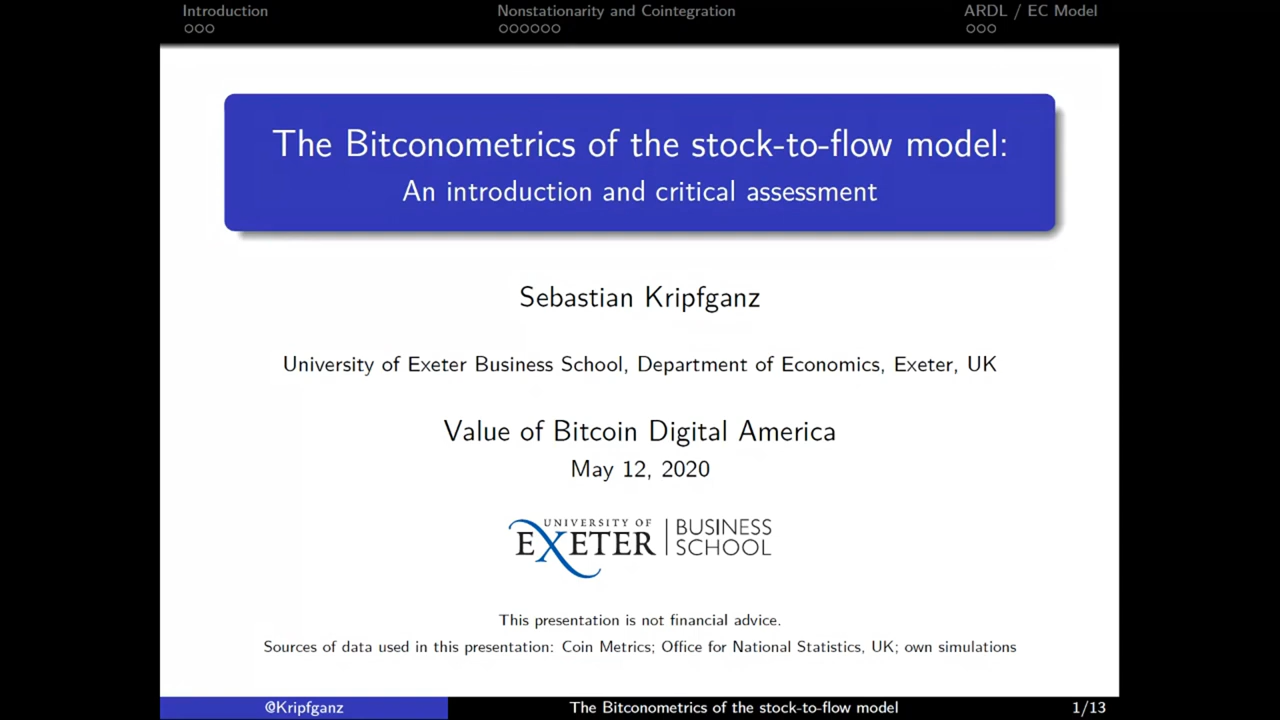 Introduction
Nonstationarity and Cointegration
ARDL / EC Model
The Bitconometrics of the stock-to-flow model:
An introduction and critical assessment
Sebastian Kripfganz
University of Exeter Business School, Department of Economics, Exeter, UK
Value of Bitcoin Digital America
May 12, 2020
UNIVERSITY OF
EXETER
BUSINESS
SCHOOL
This presentation is not financial advice.
Sources of data used in this presentation: Coin Metrics; Office for National Statistics, UK; own simulations
@Kripfganz
The Bitconometrics of the stock-to-flow model
1/13